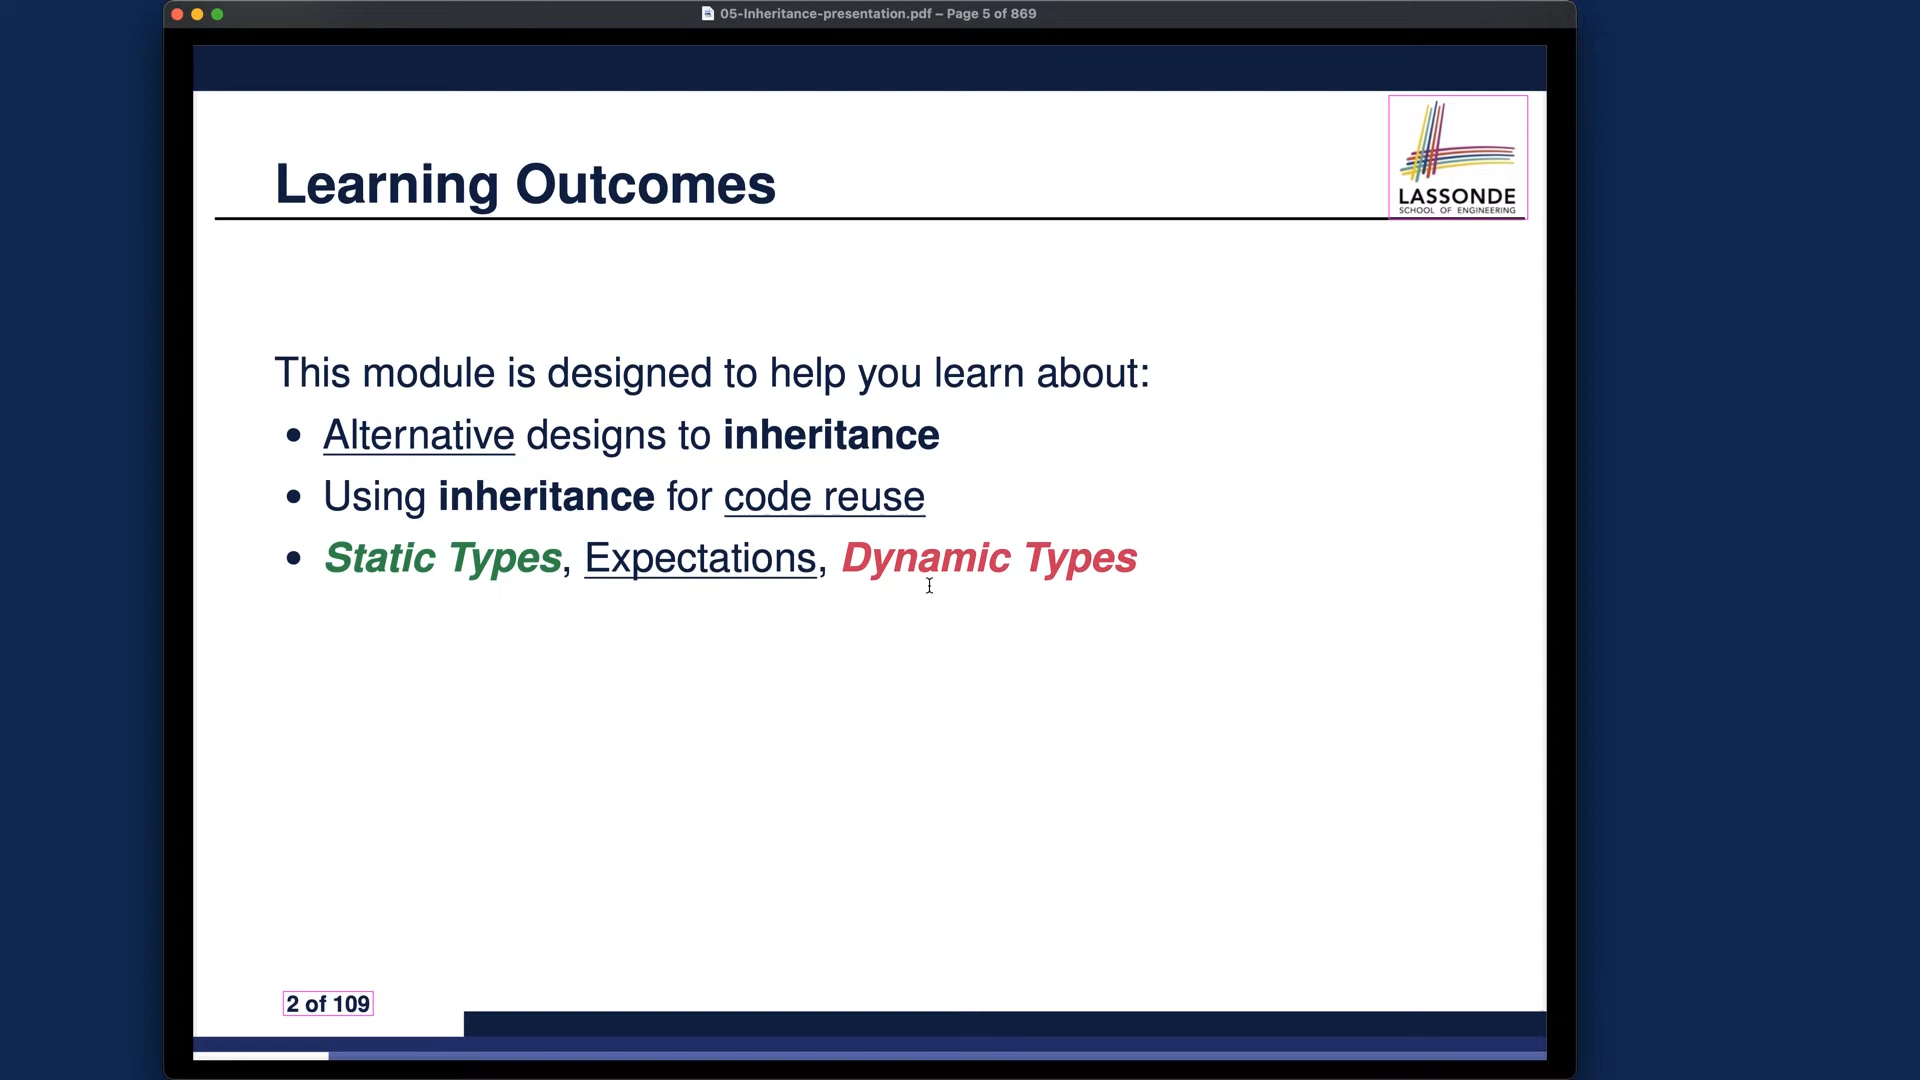 05-Inheritance-presentation.pdf – Page 5 of 869
LASSONDE
SCHOOL OF ENGINEERING
Learning Outcomes
This module is designed to help you learn about:
• Alternative designs to inheritance
• Using inheritance for code reuse
• Static Types, Expectations, Dynamic Types
2 of 109